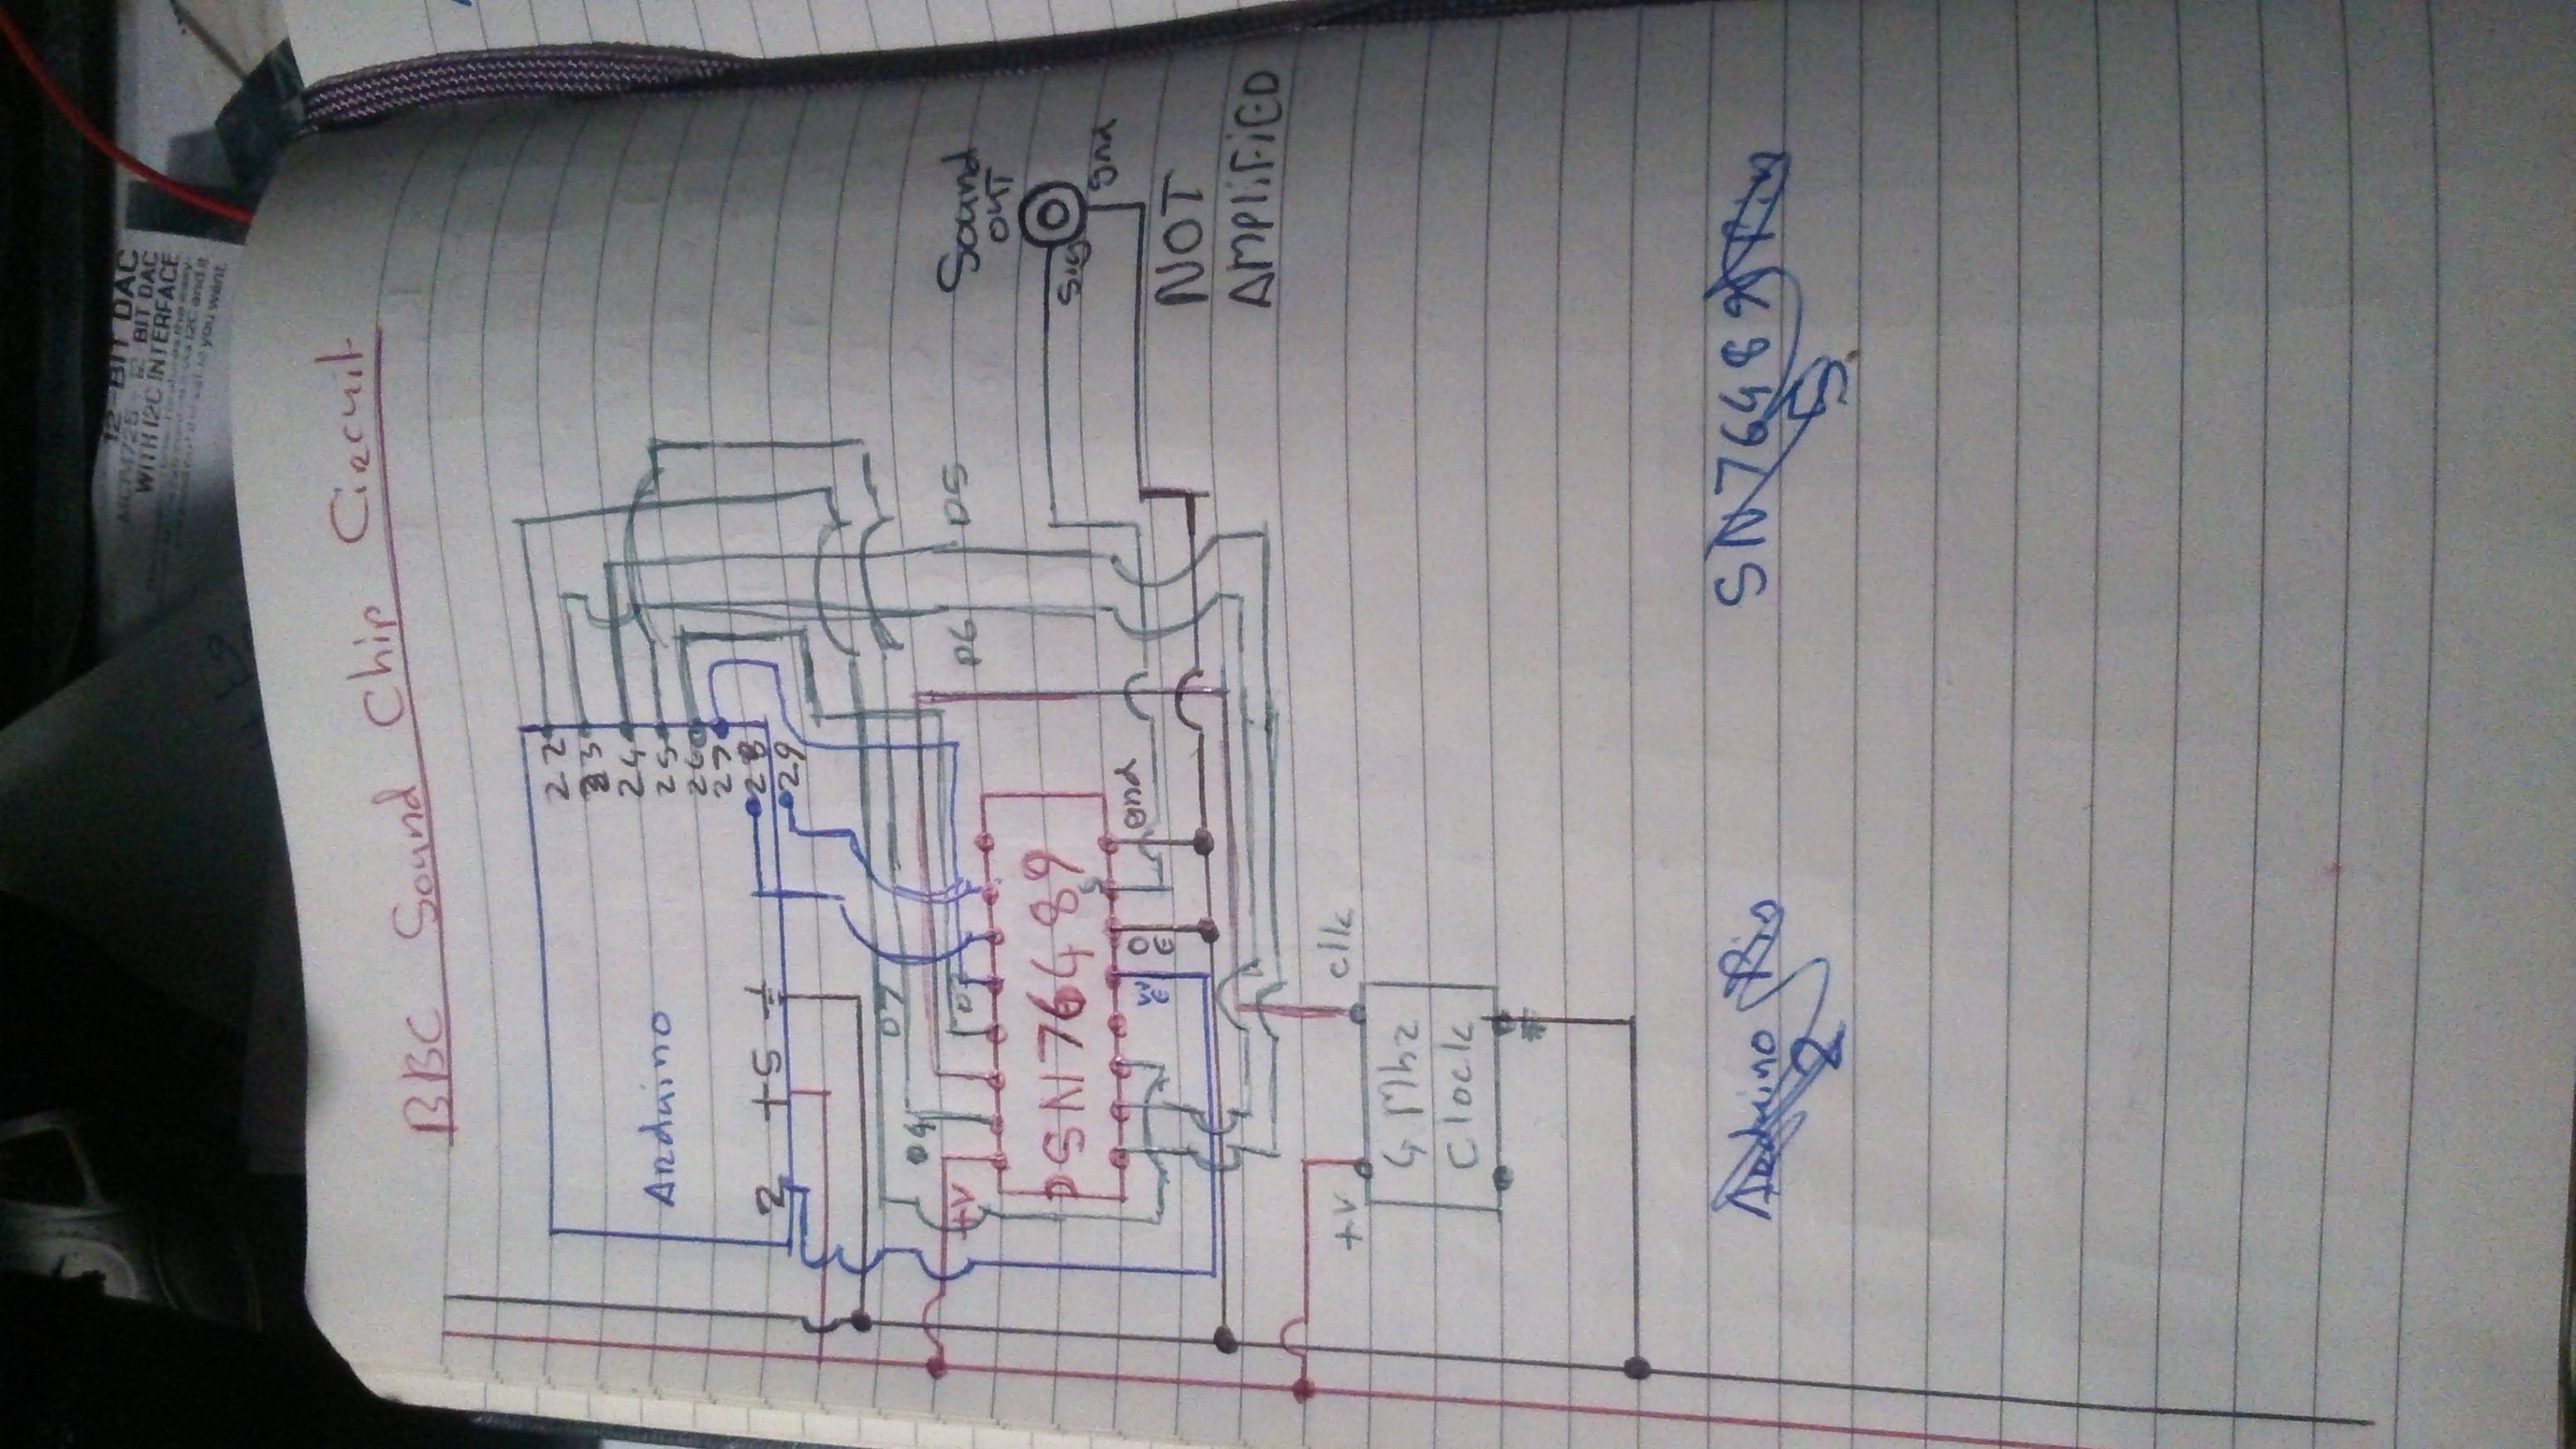 12-BIT DAC
MCP4725 - 12 BIT DAC
WITH I2C INTERFACE
you want.
BBC Sound Chip Circuit
22
23
24
25
26
27
28
29
Arduino
2 +5
D7
D4
+V
D6 D5
Sound
OUT
Sig
gnd
SN76489
WE
OE
gnd
NOT
AMPLIFIED
+V clk
4 Mhz
Clock
Arduino Pin SN76489 Pin
2 5